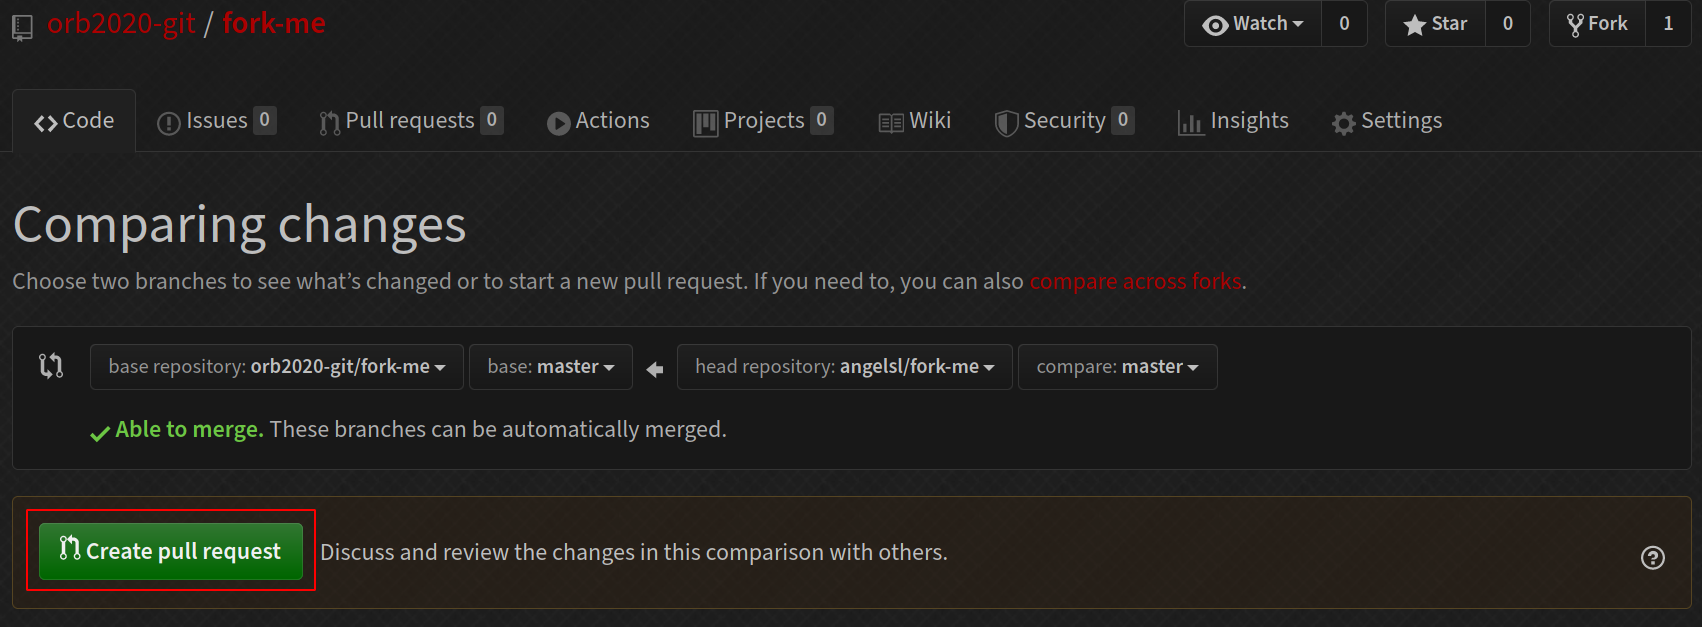 orb2020-git / fork-me Watch 0 Star 0 Fork 1
Code Issues 0 Pull requests 0 Actions Projects 0 Wiki Security 0 Insights Settings
Comparing changes
Choose two branches to see what’s changed or to start a new pull request. If you need to, you can also compare across forks.
base repository: orb2020-git/fork-me base: master head repository: angelsl/fork-me compare: master
Able to merge. These branches can be automatically merged.
Create pull request Discuss and review the changes in this comparison with others.